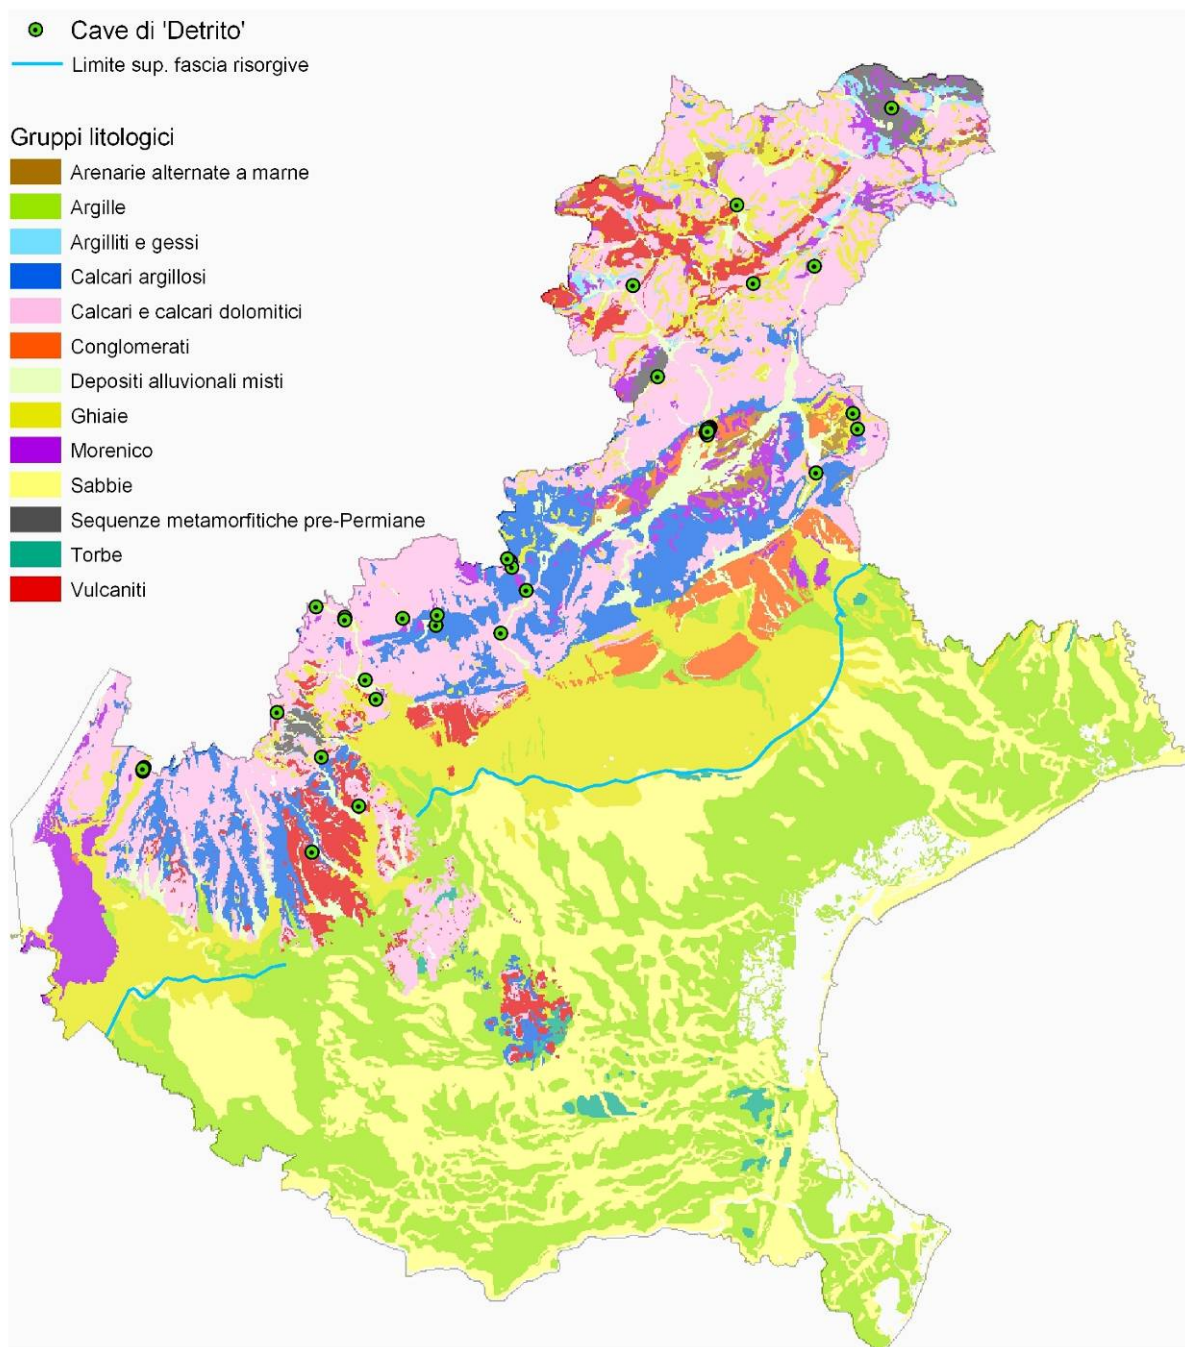 Cave di 'Detrito'
Limite sup. fascia risorgive
Gruppi litologici
Arenarie alternate a marne
Argille
Argilliti e gessi
Calcari argillosi
Calcari e calcari dolomitici
Conglomerati
Depositi alluvionali misti
Ghiaie
Morenico
Sabbie
Sequenze metamorfitiche pre-Permiane
Torbe
Vulcaniti